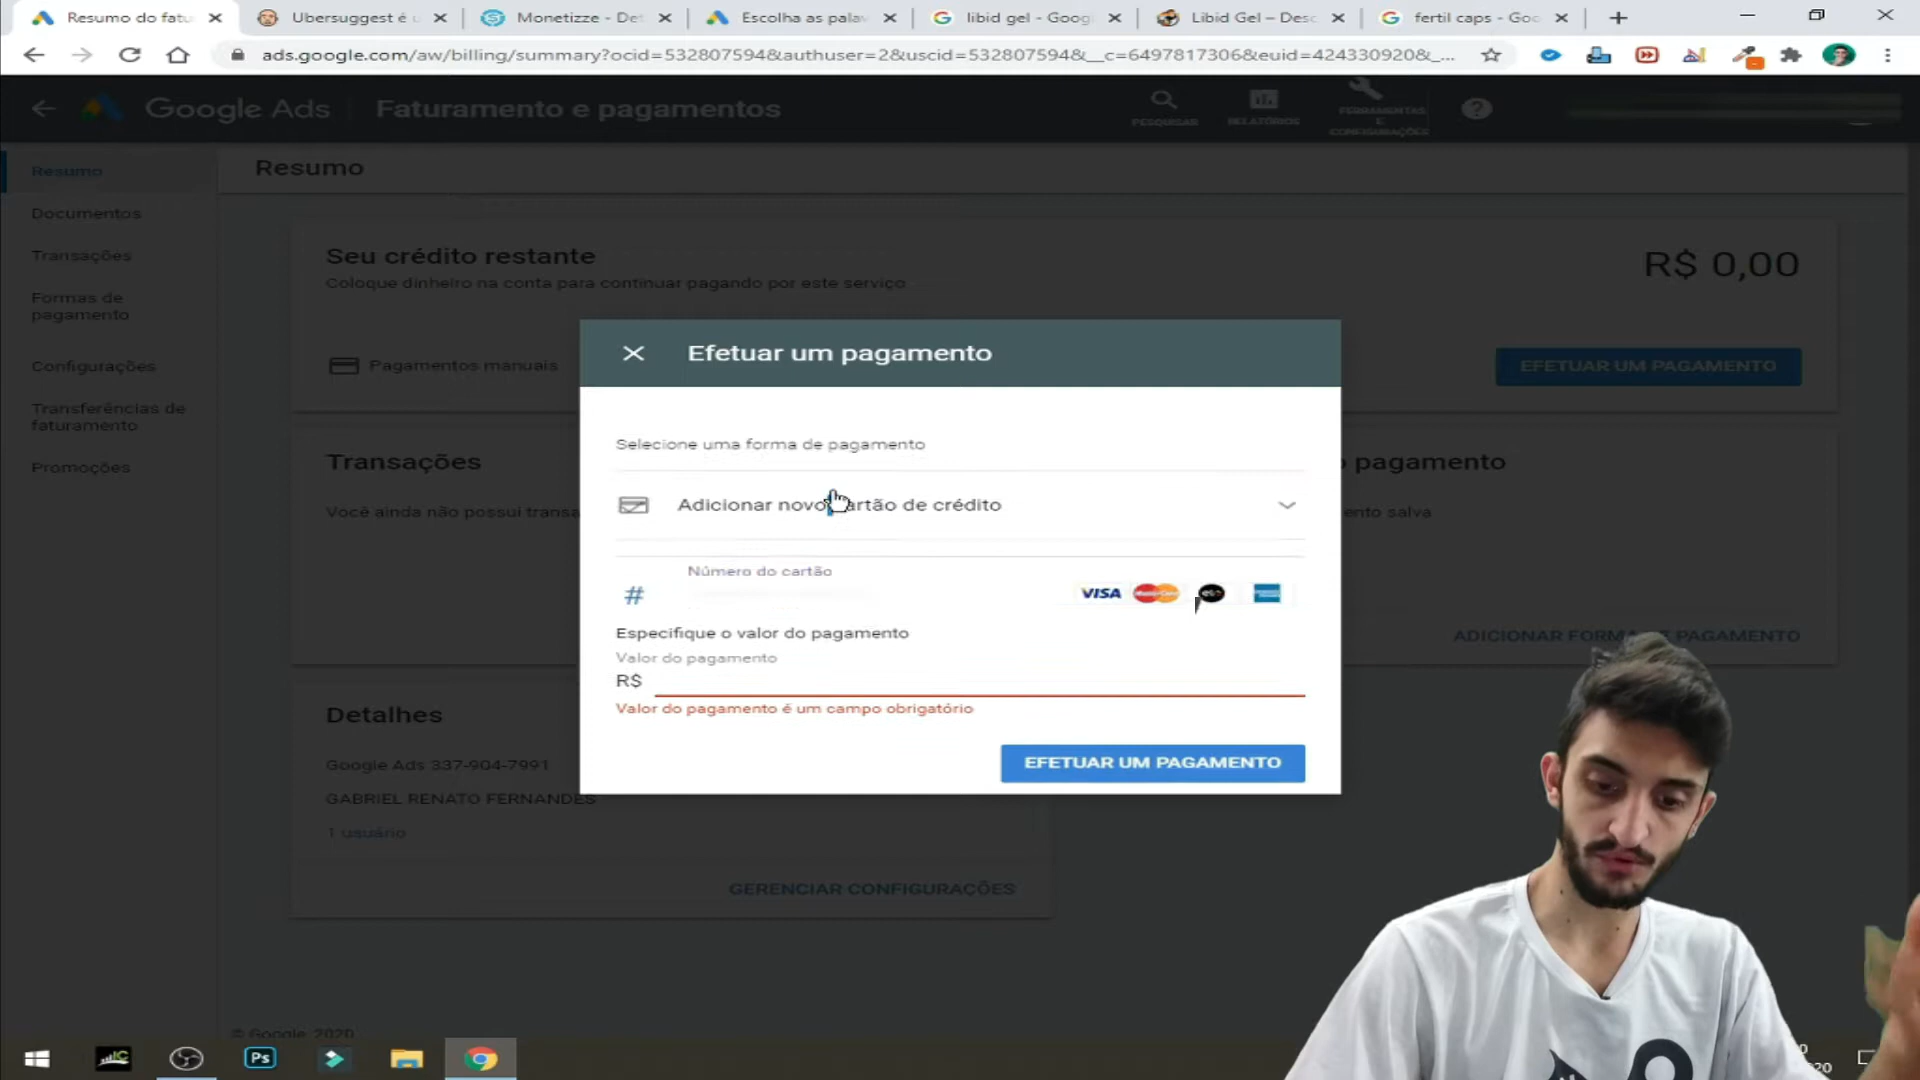 Resumo do fatu
Ubersuggest é u
Monetizze - De
Escolha as pala
libid gel - Goog
Libid Gel – Desc
fertil caps - Goo
ads.google.com/aw/billing/summary?ocid=532807594&authuser=2&uscid=532807594&__c=6497817306&euid=424330920&_...
Google Ads
Faturamento e pagamentos
PESQUISAR
RELATÓRIOS
FERRAMENTAS
E
CONFIGURAÇÕES
Resumo
Documentos
Transações
Formas de
pagamento
Configurações
Transferências de
faturamento
Promoções
Resumo
Seu crédito restante
Coloque dinheiro na conta para continuar pagando por este serviço
R$ 0,00
Pagamentos manuais
EFETUAR UM PAGAMENTO
Transações
Você ainda não possui transa
pagamento
ento salva
ADICIONAR FORMA PAGAMENTO
Detalhes
Google Ads 337-904-7991
GABRIEL RENATO FERNANDES
1 usuário
GERENCIAR CONFIGURAÇÕES
© Google, 2020
Efetuar um pagamento
Selecione uma forma de pagamento
Adicionar novo cartão de crédito
#
Número do cartão
VISA
Especifique o valor do pagamento
Valor do pagamento
R$
Valor do pagamento é um campo obrigatório
EFETUAR UM PAGAMENTO
Ps